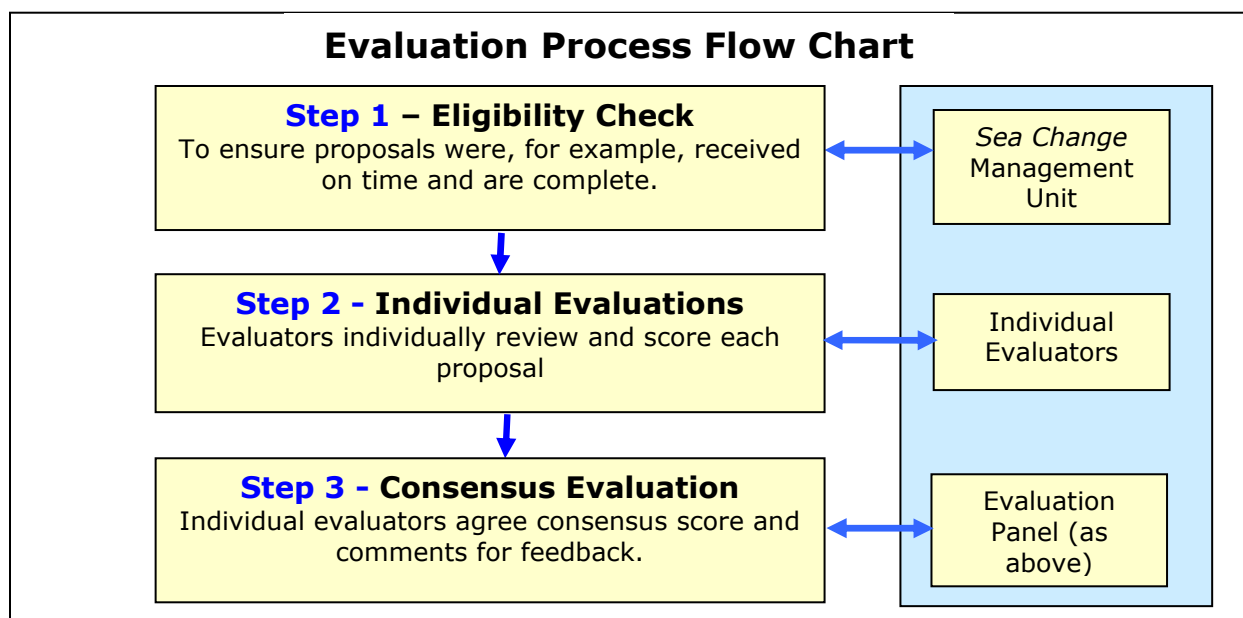 Evaluation Process Flow Chart
Step 1 – Eligibility Check
To ensure proposals were, for example, received
on time and are complete.
Sea Change
Management
Unit
Step 2 - Individual Evaluations
Evaluators individually review and score each
proposal
Individual
Evaluators
Step 3 - Consensus Evaluation
Individual evaluators agree consensus score and
comments for feedback.
Evaluation
Panel (as
above)